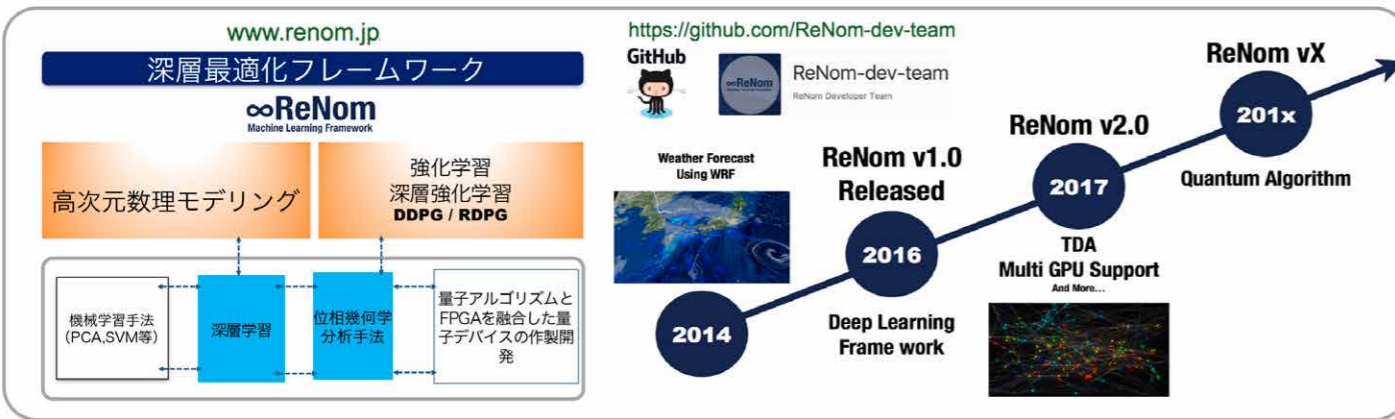 www.renom.jp
深層最適化フレームワーク
∞ReNom
Machine Learning Framework
高次元数理モデリング
強化学習
深層強化学習
DDPG / RDPG
機械学習手法
(PCA,SVM等)
深層学習
位相幾何学
分析手法
量子アルゴリズムと
FPGAを融合した量
子デバイスの作製開
発
https://github.com/ReNom-dev-team
GitHub
∞ReNom
ReNom-dev-team
ReNom Developer Team
Weather Forecast
Using WRF
2014
ReNom v1.0
Released
2016
Deep Learning
Frame work
ReNom v2.0
2017
TDA
Multi GPU Support
And More...
ReNom vX
201x
Quantum Algorithm